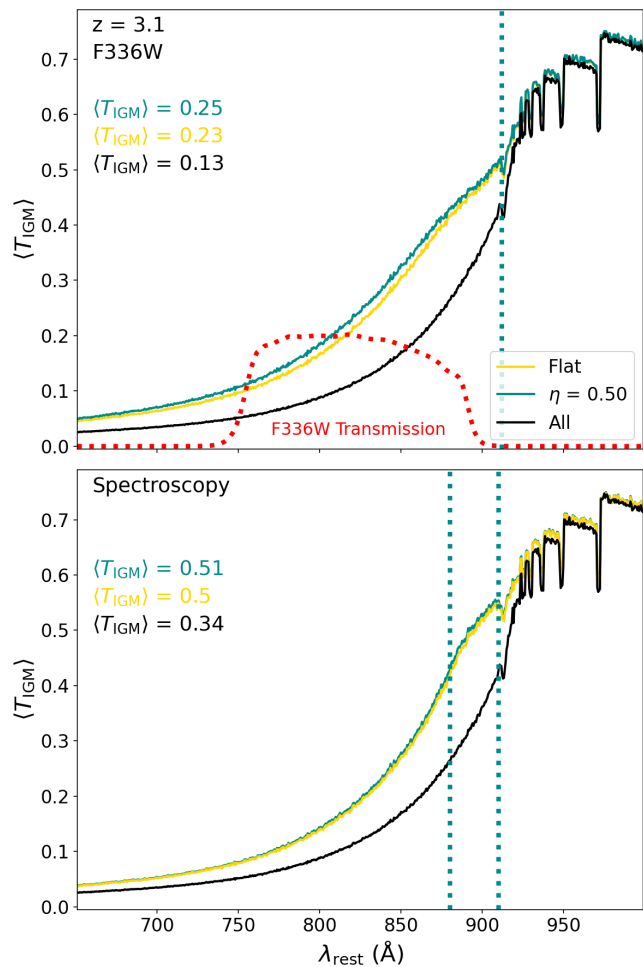 z = 3.1
F336W
⟨T_IGM⟩ = 0.25
⟨T_IGM⟩ = 0.23
⟨T_IGM⟩ = 0.13
⟨T_IGM⟩
0.7
0.6
0.5
0.4
0.3
0.2
0.1
0.0
Flat
η = 0.50
All
F336W Transmission
Spectroscopy
⟨T_IGM⟩ = 0.51
⟨T_IGM⟩ = 0.5
⟨T_IGM⟩ = 0.34
⟨T_IGM⟩
0.7
0.6
0.5
0.4
0.3
0.2
0.1
0.0
700 750 800 850 900 950
λ_rest (Å)